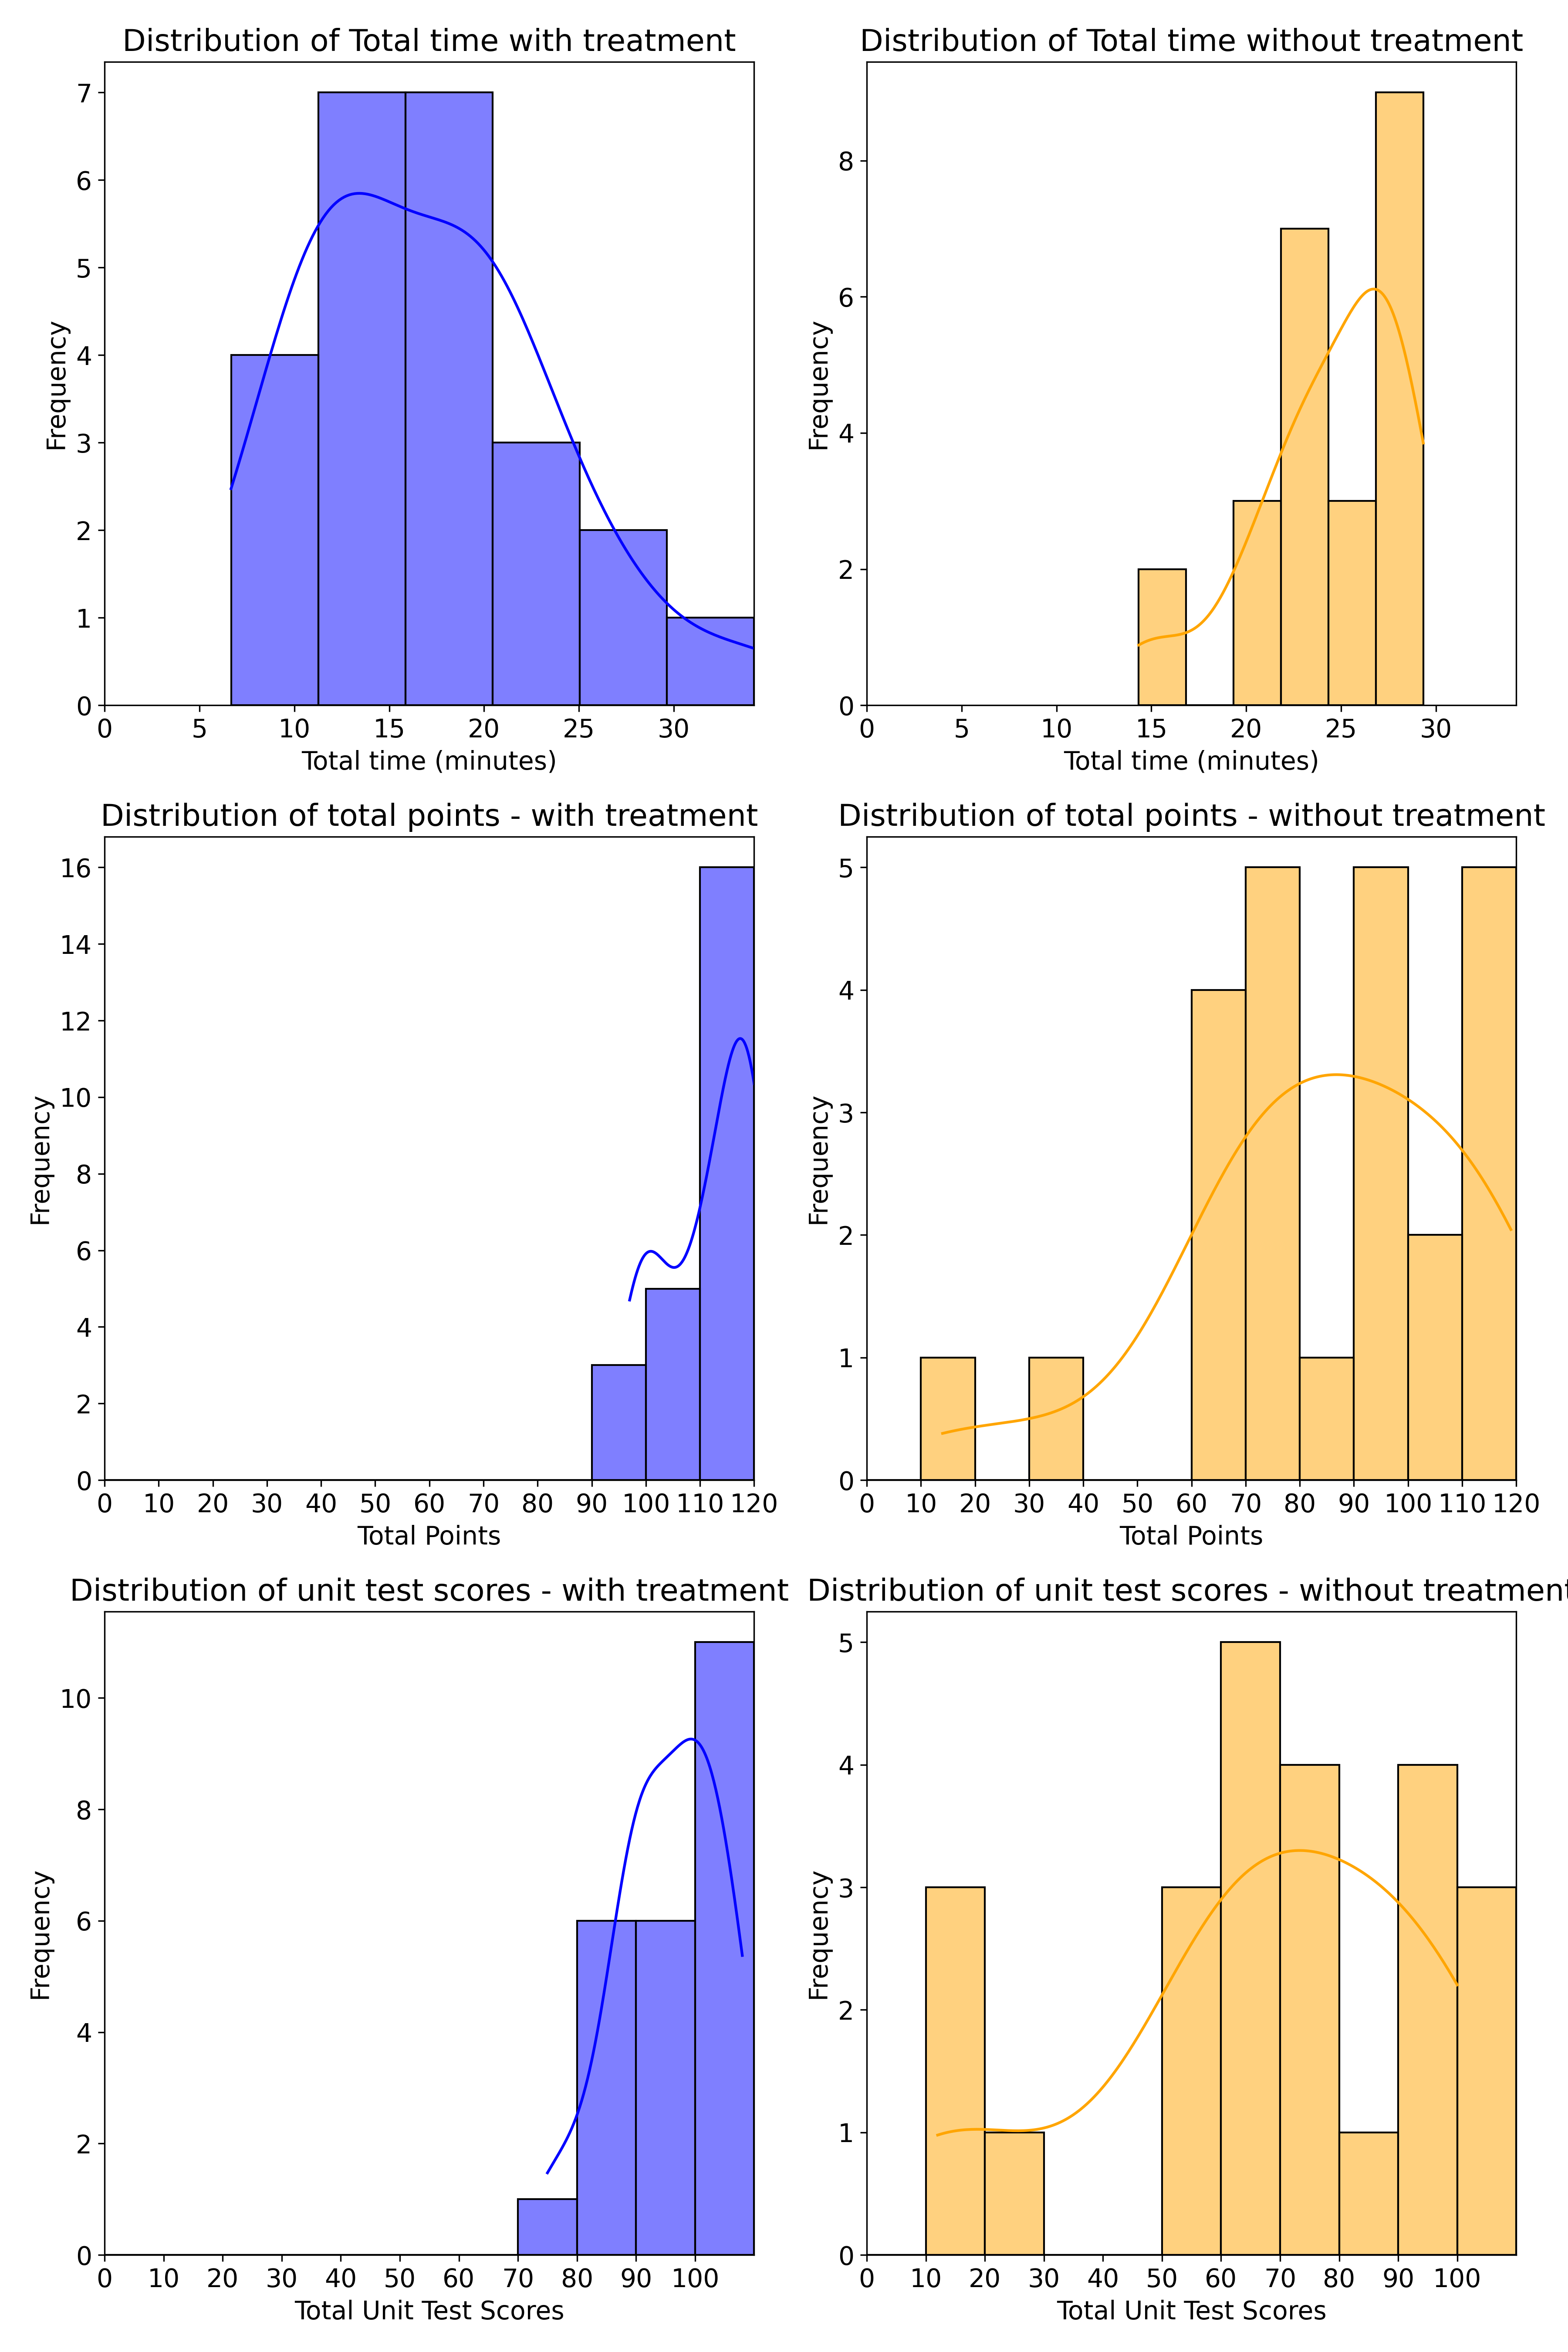 Distribution of Total time with treatment
Frequency
7
6
5
4
3
2
1
0
0 5 10 15 20 25 30
Total time (minutes)
Distribution of Total time without treatment
Frequency
8
6
4
2
0
0 5 10 15 20 25 30
Total time (minutes)
Distribution of total points - with treatment
Frequency
16
14
12
10
8
6
4
2
0
0 10 20 30 40 50 60 70 80 90 100 110 120
Total Points
Distribution of total points - without treatment
Frequency
5
4
3
2
1
0
0 10 20 30 40 50 60 70 80 90 100 110 120
Total Points
Distribution of unit test scores - with treatment
Frequency
10
8
6
4
2
0
0 10 20 30 40 50 60 70 80 90 100
Total Unit Test Scores
Distribution of unit test scores - without treatment
Frequency
5
4
3
2
1
0
0 10 20 30 40 50 60 70 80 90 100
Total Unit Test Scores